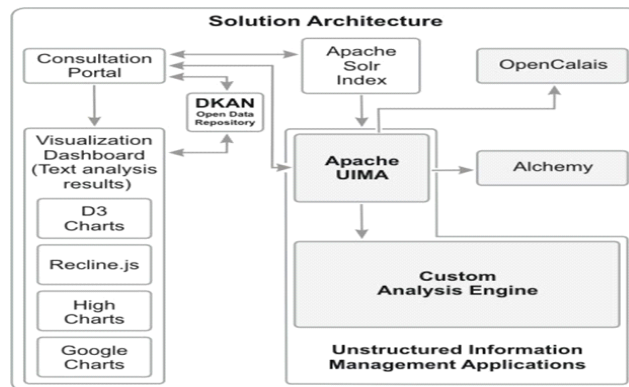 Solution Architecture
Consultation
Portal
Apache
Solr
Index
OpenCalais
DKAN
Open Data
Repository
Visualization
Dashboard
(Text analysis
results)
Apache
UIMA
Alchemy
D3
Charts
Recline.js
High
Charts
Google
Charts
Custom
Analysis Engine
Unstructured Information
Management Applications